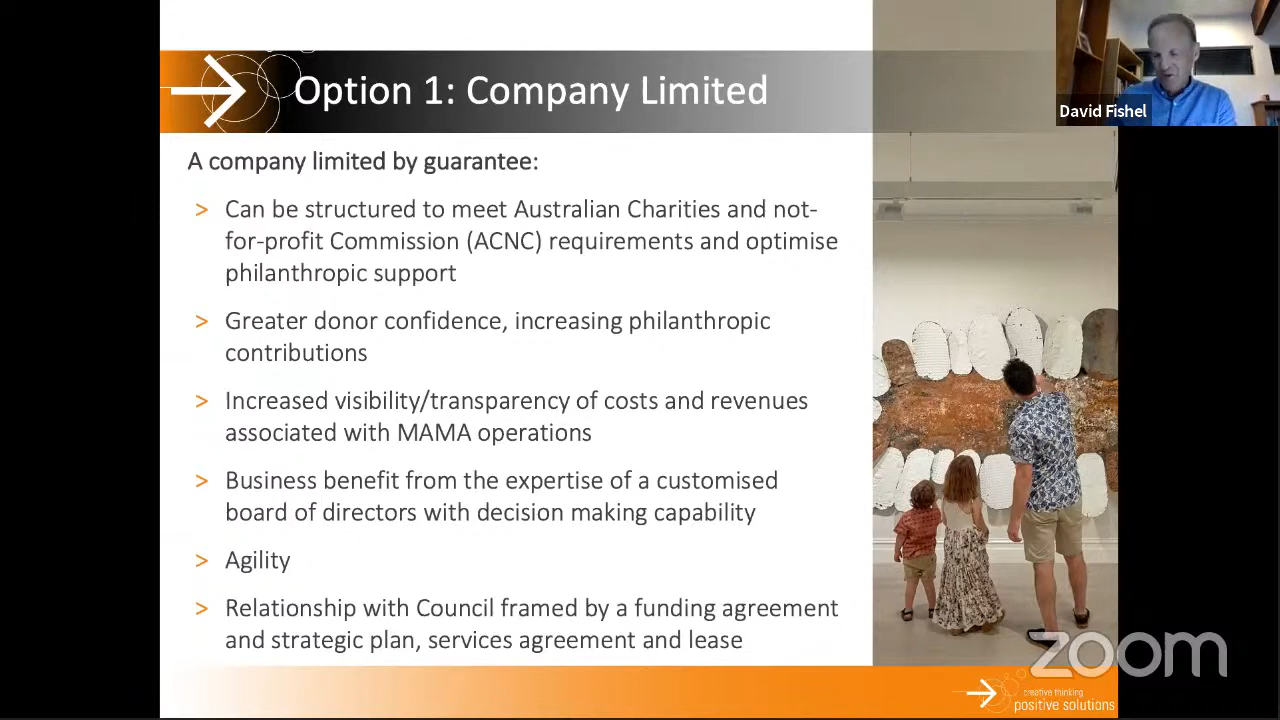 Option 1: Company Limited
David Fishel
A company limited by guarantee:
> Can be structured to meet Australian Charities and not-
for-profit Commission (ACNC) requirements and optimise
philanthropic support
> Greater donor confidence, increasing philanthropic
contributions
> Increased visibility/transparency of costs and revenues
associated with MAMA operations
> Business benefit from the expertise of a customised
board of directors with decision making capability
> Agility
> Relationship with Council framed by a funding agreement
and strategic plan, services agreement and lease
zoom
creative thinking
positive solutions